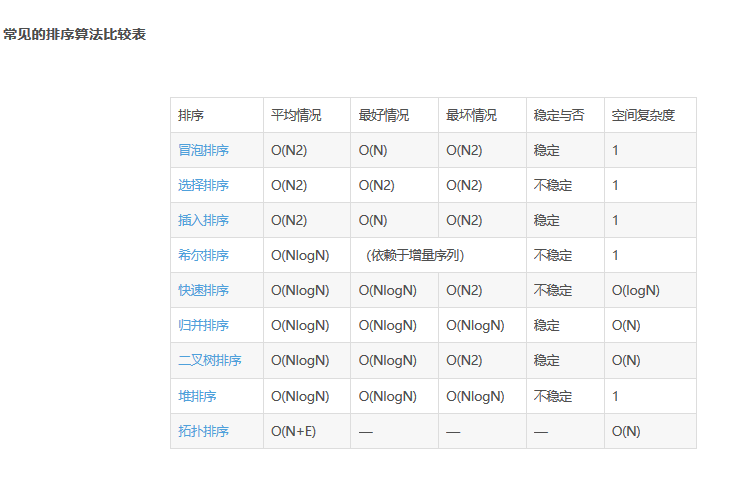 常见的排序算法比较表
排序 平均情况 最好情况 最坏情况 稳定与否 空间复杂度
冒泡排序 O(N2) O(N) O(N2) 稳定 1
选择排序 O(N2) O(N2) O(N2) 不稳定 1
插入排序 O(N2) O(N) O(N2) 稳定 1
希尔排序 O(NlogN) （依赖于增量序列） 不稳定 1
快速排序 O(NlogN) O(NlogN) O(N2) 不稳定 O(logN)
归并排序 O(NlogN) O(NlogN) O(NlogN) 稳定 O(N)
二叉树排序 O(NlogN) O(NlogN) O(N2) 稳定 O(N)
堆排序 O(NlogN) O(NlogN) O(NlogN) 不稳定 1
拓扑排序 O(N+E) — — — O(N)